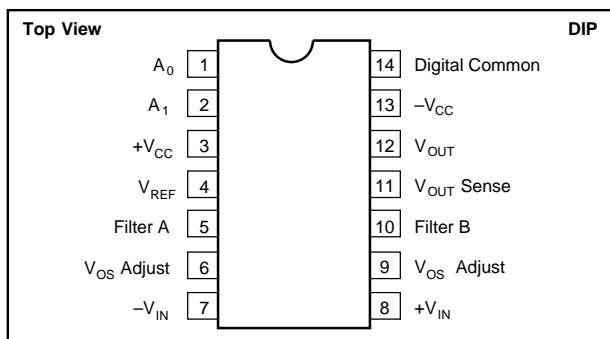 Top View DIP
A0 1 14 Digital Common
A1 2 13 –VCC
+VCC 3 12 VOUT
VREF 4 11 VOUT Sense
Filter A 5 10 Filter B
VOS Adjust 6 9 VOS Adjust
–VIN 7 8 +VIN